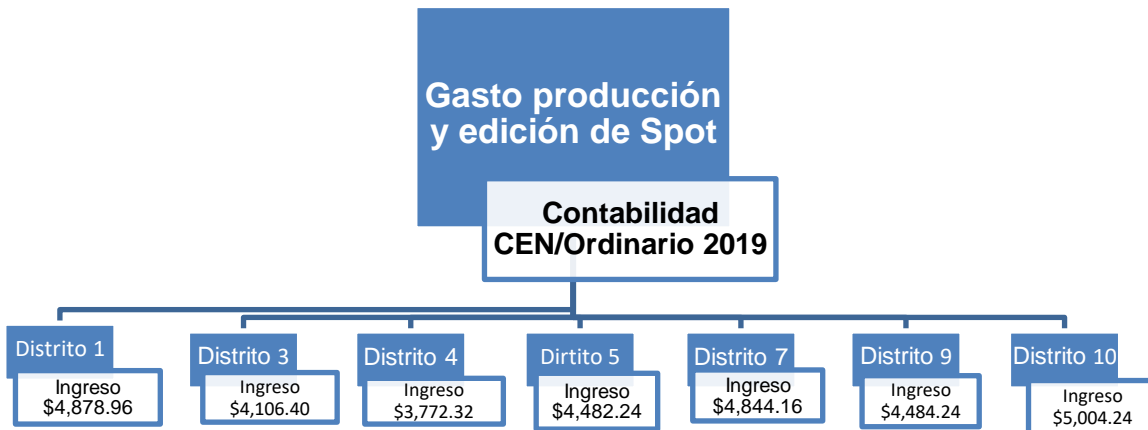 Gasto producción
y edición de Spot
Contabilidad
CEN/Ordinario 2019
Distrito 1
Ingreso
$4,878.96
Distrito 3
Ingreso
$4,106.40
Distrito 4
Ingreso
$3,772.32
Dirtito 5
Ingreso
$4,482.24
Distrito 7
Ingreso
$4,844.16
Distrito 9
Ingreso
$4,484.24
Distrito 10
Ingreso
$5,004.24